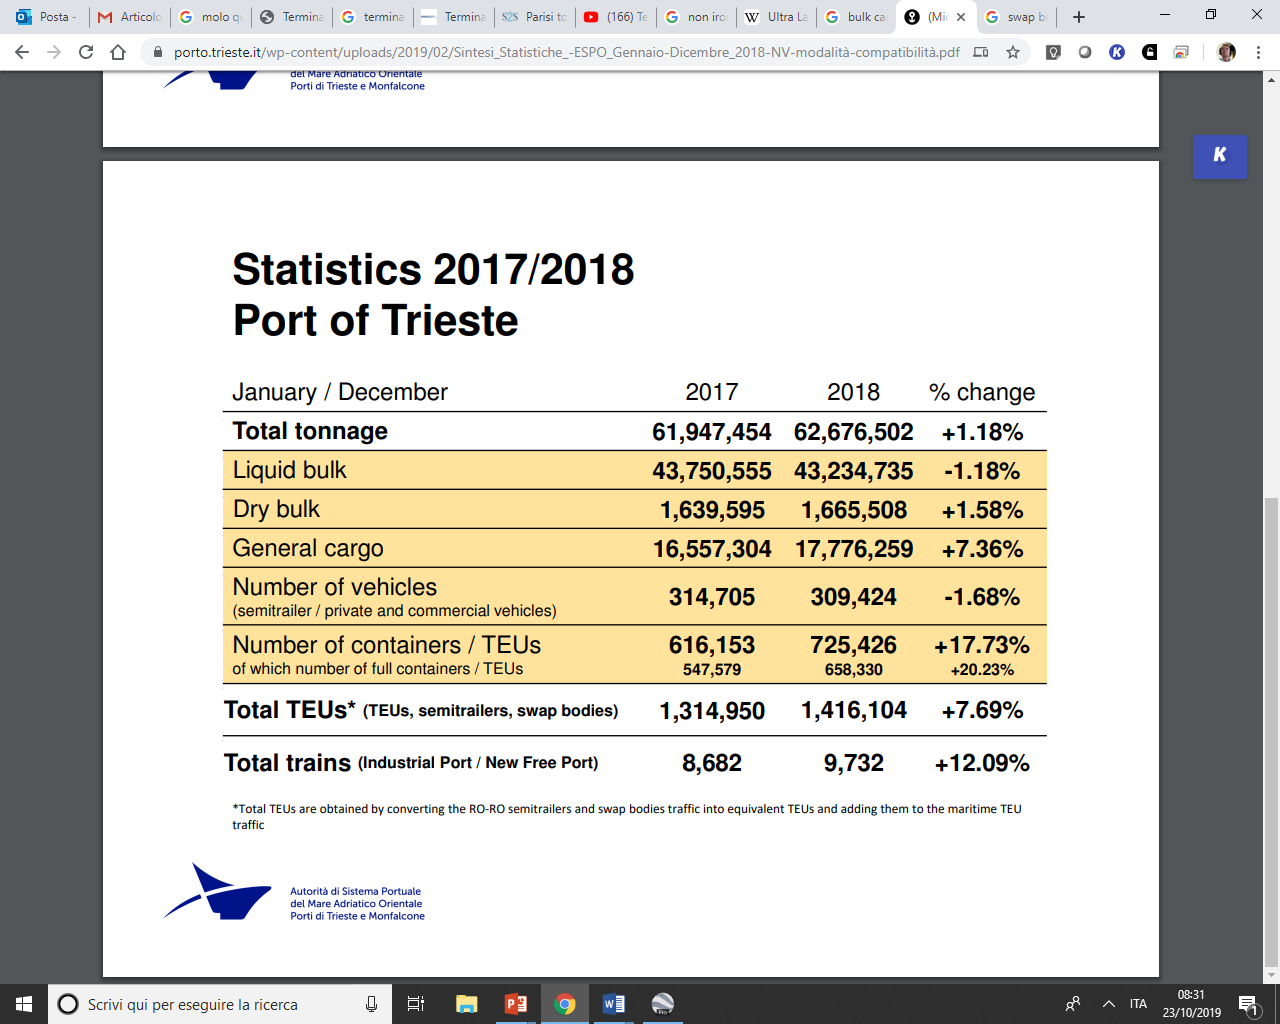 Posta -
Articolo
molo q
Termina
termina
Termina
S2S Parisi to
(166) Te
non iro
W Ultra La
bulk ca
(Mic
swap b
porto.trieste.it/wp-content/uploads/2019/02/Sintesi_Statistiche_-ESPO_Gennaio-Dicembre_2018-NV-modalità-compatibilità.pdf
del Mare Adriatico Orientale
Porti di Trieste e Monfalcone
K
Statistics 2017/2018
Port of Trieste
January / December 2017 2018 % change
Total tonnage 61,947,454 62,676,502 +1.18%
Liquid bulk 43,750,555 43,234,735 -1.18%
Dry bulk 1,639,595 1,665,508 +1.58%
General cargo 16,557,304 17,776,259 +7.36%
Number of vehicles 314,705 309,424 -1.68%
(semitrailer / private and commercial vehicles)
Number of containers / TEUs 616,153 725,426 +17.73%
of which number of full containers / TEUs 547,579 658,330 +20.23%
Total TEUs* (TEUs, semitrailers, swap bodies) 1,314,950 1,416,104 +7.69%
Total trains (Industrial Port / New Free Port) 8,682 9,732 +12.09%
*Total TEUs are obtained by converting the RO-RO semitrailers and swap bodies traffic into equivalent TEUs and adding them to the maritime TEU
traffic
Autorità di Sistema Portuale
del Mare Adriatico Orientale
Porti di Trieste e Monfalcone
Scrivi qui per eseguire la ricerca
ITA
08:31
23/10/2019
1